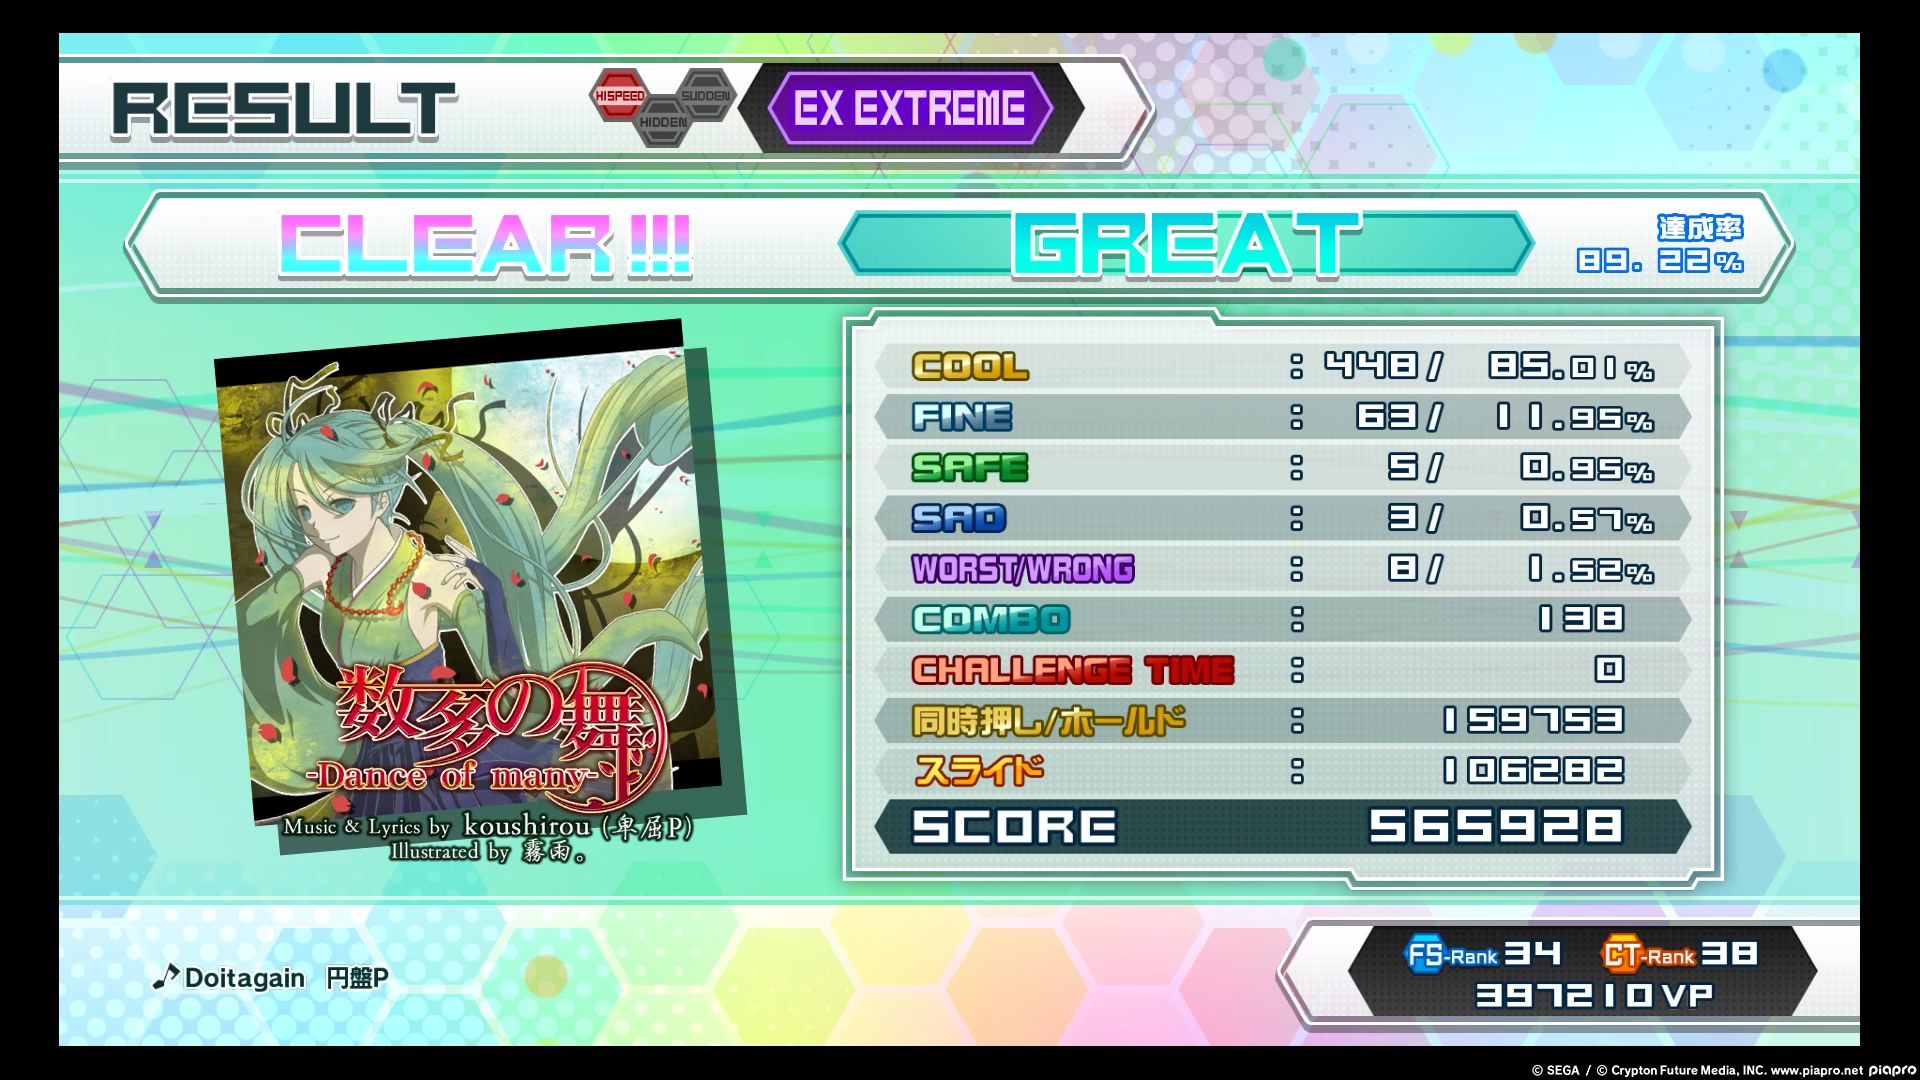 RESULT
HISPEED
SUDDEN
HIDDEN
EX EXTREME
CLEAR!!!
GREAT
達成率
89.22%
COOL : 448/ 85.01%
FINE : 63/ 11.95%
SAFE : 5/ 0.95%
SAD : 3/ 0.57%
WORST/WRONG : 8/ 1.52%
COMBO : 138
CHALLENGE TIME : 0
同時押し/ホールド : 159753
スライド : 106282
SCORE 565928
数多の舞
-Dance of many-
Music & Lyrics by koushirou (卑屈P)
Illustrated by 霧雨。
♪Doitagain 円盤P
FS-Rank 34 CT-Rank 38
397210VP
© SEGA / © Crypton Future Media, INC. www.piapro.net piapro